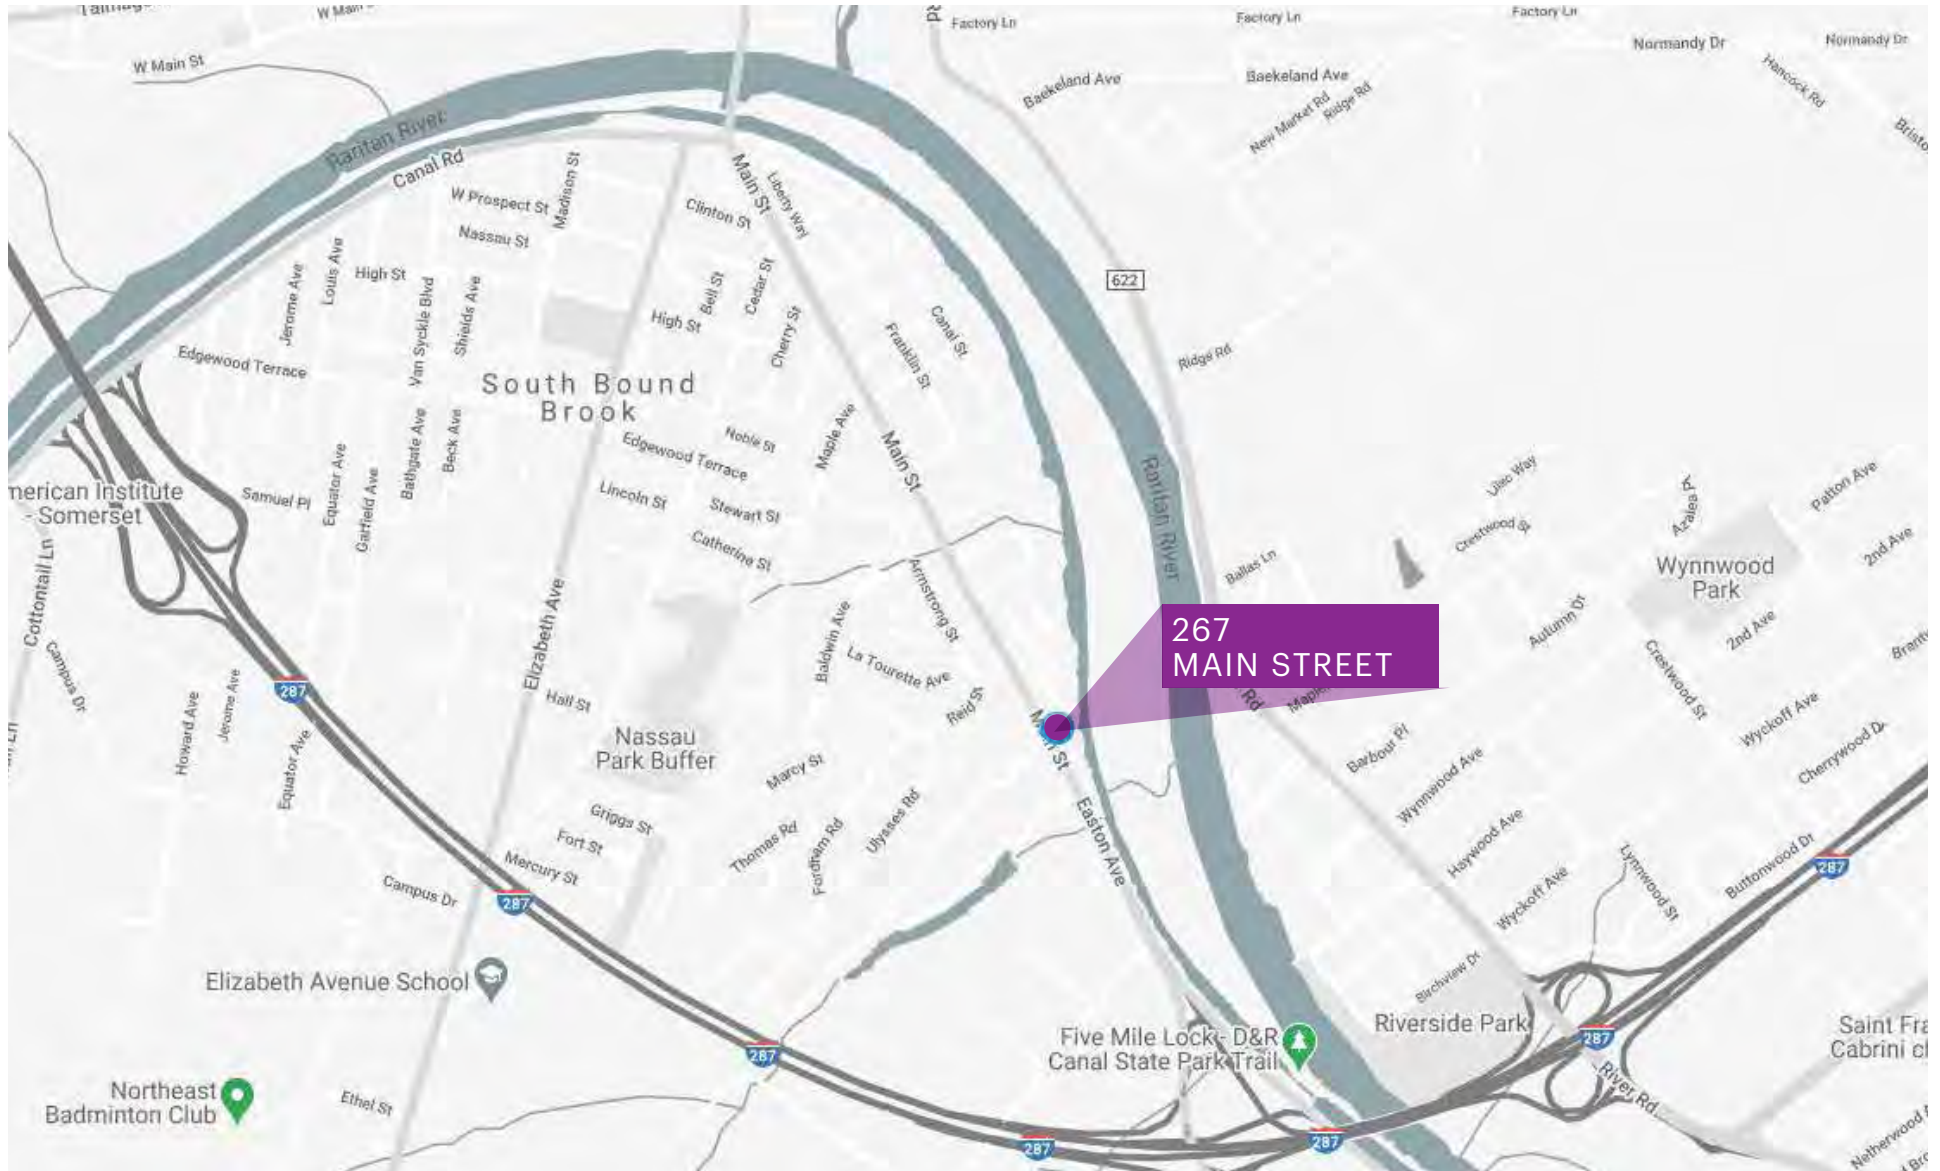 Factory Ln
Factory Ln
Factory Ln
Normandy Dr
Normandy Dr
W Main St
Baekeland Ave
Baekeland Ave
Hancock Rd
New Market Rd
Ridge Rd
Raritan River
Canal Rd
Madison St
Main St
Liberty Way
W Prospect St
Clinton St
Nassau St
Louis Ave
Jerome Ave
High St
Van Syckle Blvd
Shields Ave
Bell St
Cedar St
622
High St
Cherry St
Franklin St
Canal St
Ridge Rd
Edgewood Terrace
South Bound
Brook
Bathgate Ave
Beck Ave
Edgewood Terrace
Noble St
Maple Ave
Main St
Raritan River
Institute
- Somerset
Samuel Pl
Equator Ave
Garfield Ave
Lincoln St
Stewart St
Catherine St
Crestwood St
Azalea Pl
Patton Ave
2nd Ave
Wynnwood
Park
Cottontail Ln
Campus Dr
Elizabeth Ave
Armstrong St
Baldwin Ave
La Tourette Ave
Reid St
Ballas Ln
267
MAIN STREET
Autumn Dr
2nd Ave
Crestwood St
Wyckoff Ave
Cherrywood
287
Howard Ave
Jerome Ave
Equator Ave
Hail St
Nassau
Park Buffer
Marcy St
St
Rd
Barbour Pl
Wynnwood Ave
Griggs St
Fort St
Mercury St
Thomas Rd
Fordham Rd
Ulysses Rd
Easton Ave
Haywood Ave
Wyckoff Ave
Lynnwood St
Buttonwood Dr
287
Campus Dr
287
Elizabeth Avenue School
Birchview Dr
Riverside Park
287
Five Mile Lock - D&R
Canal State Park Trail
Saint
Cabrini
287
Northeast
Badminton Club
Ethel St
River Rd
287
287
Netherwood